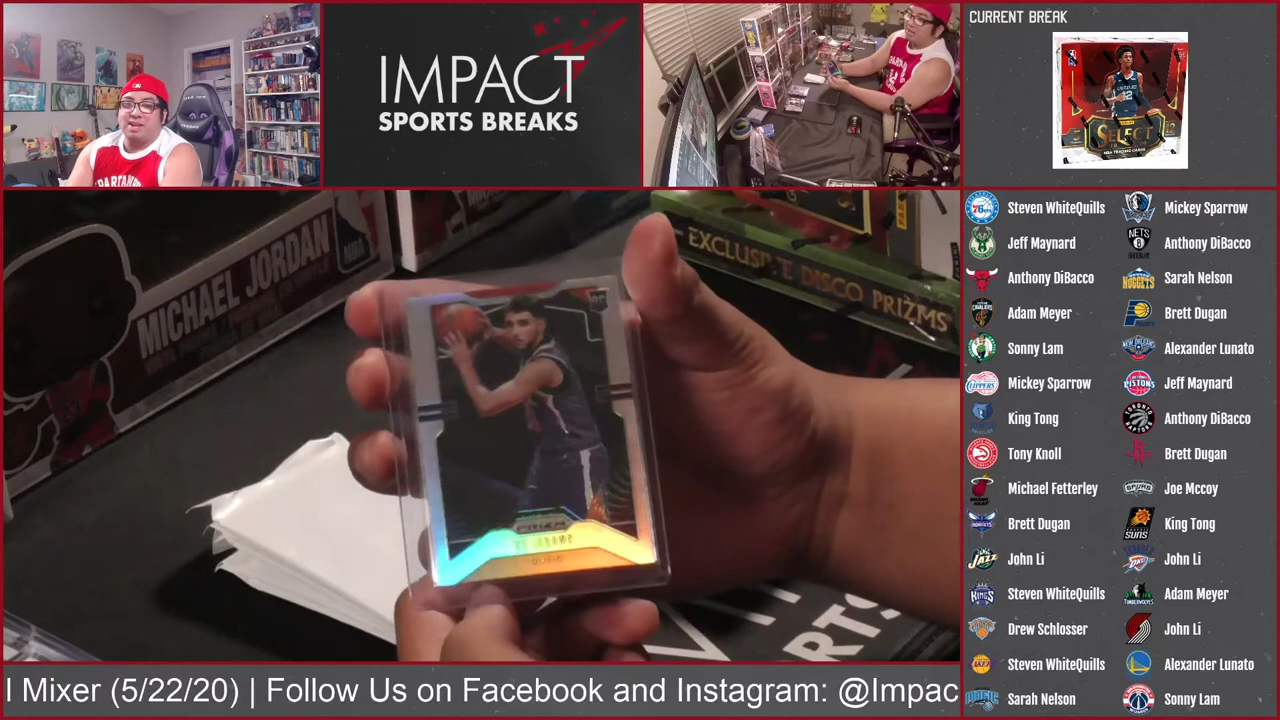 IMPACT
SPORTS BREAKS
CURRENT BREAK
SELECT
MICHAEL JORDAN
NBA
EXCLUSIVE DISCO PRIZMS
PRIZM
RTS
Steven WhiteQuills
Mickey Sparrow
Jeff Maynard
Anthony DiBacco
Anthony DiBacco
Sarah Nelson
Adam Meyer
Brett Dugan
Sonny Lam
Alexander Lunato
Mickey Sparrow
Jeff Maynard
King Tong
Anthony DiBacco
Tony Knoll
Brett Dugan
Michael Fetterley
Joe Mccoy
Brett Dugan
King Tong
John Li
John Li
Steven WhiteQuills
Adam Meyer
Drew Schlosser
John Li
Steven WhiteQuills
Alexander Lunato
Sarah Nelson
Sonny Lam
l Mixer (5/22/20) | Follow Us on Facebook and Instagram: @Impac